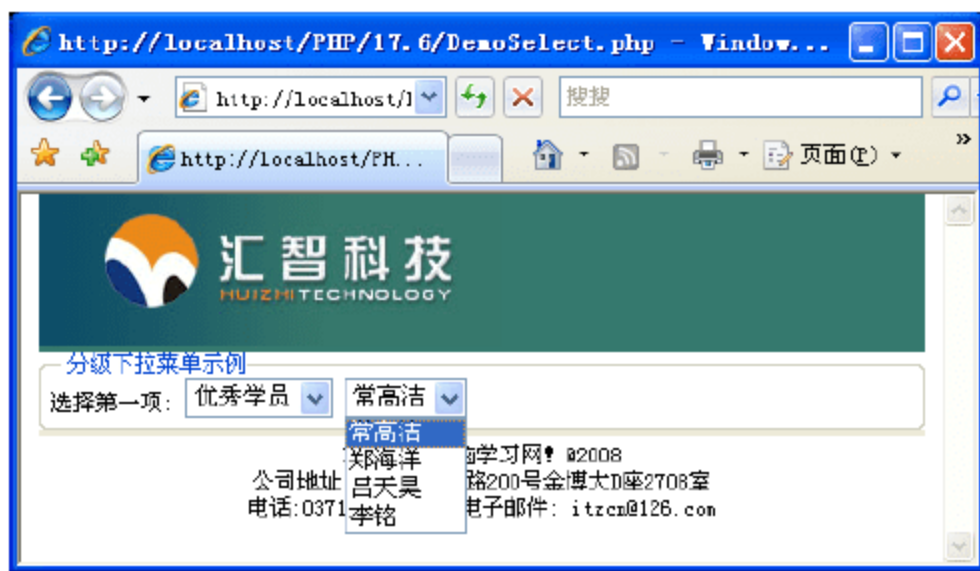 http://localhost/PHP/17.6/DemoSelect.php - Window...
http://localhost/ 搜搜
http://localhost/PH... 页面(P)
汇智科技
HUIZHI TECHNOLOGY
分级下拉菜单示例
选择第一项: 优秀学员 常高洁
常高洁
郑海洋
吕天昊
李铭
学习网! @2008
公司地址 路200号金博大D座2708室
电话:0371 电子邮件: itzcn@126.com